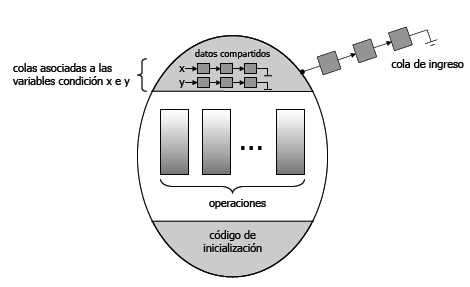 datos compartidos
colas asociadas a las
variables condición x e y
x
y
cola de ingreso
...
operaciones
código de
inicialización